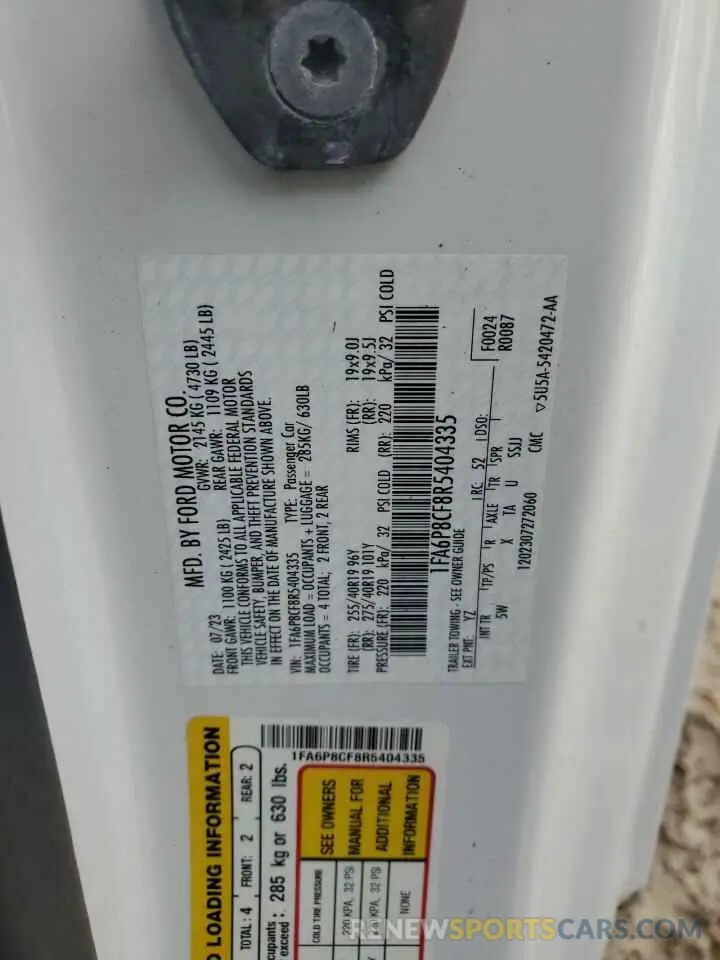 MFD. BY FORD MOTOR CO.
DATE: 07/23 GVWR: 2145 KG ( 4730 LB)
FRONT GAWR: 1100 KG ( 2425 LB) REAR GAWR: 1109 KG ( 2445 LB)
THIS VEHICLE CONFORMS TO ALL APPLICABLE FEDERAL MOTOR
VEHICLE SAFETY, BUMPER, AND THEFT PREVENTION STANDARDS
IN EFFECT ON THE DATE OF MANUFACTURE SHOWN ABOVE.
VIN: 1FA6P8CF8R5404335 TYPE: Passenger Car
MAXIMUM LOAD = OCCUPANTS + LUGGAGE = 285KG/ 630LB
OCCUPANTS = 4 TOTAL; 2 FRONT, 2 REAR
TIRE (FR): 255/40R19 96Y RIMS (FR): 19x9.0J
(RR): 275/40R19 101Y (RR): 19x9.5J
PRESSURE (FR): 220 kPa/ 32 PSI COLD (RR): 220 kPa/ 32 PSI COLD
1FA6P8CF8R5404335
TRAILER TOWING - SEE OWNER GUIDE
EXT PNT: YZ RC: 52 DSO: F0024
INT TR TP/PS R AXLE TR SPR R0087
5W X TA U SSJJ
1202307272060 CMC ▽5U5A-5420472-AA
LOADING INFORMATION
TOTAL: 4 FRONT: 2 REAR: 2
exceed: 285 kg or 630 lbs.
1FA6P8CF8R5404335
COLD TIRE PRESSURE
220 KPA, 32 PSI
220 KPA, 32 PSI
NONE
SEE OWNERS
MANUAL FOR
ADDITIONAL
INFORMATION
RENEWSPORTSCARS.COM